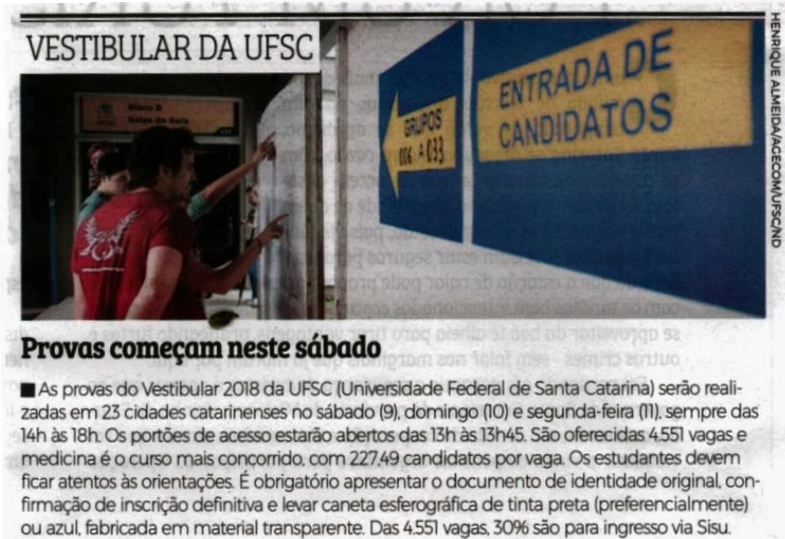 VESTIBULAR DA UFSC
HENRIQUE ALMEIDA/AGECOM/UFSC/ND
Bloco B
Salas de Aula
GRUPOS
006 A 033
ENTRADA DE
CANDIDATOS
Provas começam neste sábado
■ As provas do Vestibular 2018 da UFSC (Universidade Federal de Santa Catarina) serão reali-
zadas em 23 cidades catarinenses no sábado (9), domingo (10) e segunda-feira (11), sempre das
14h às 18h. Os portões de acesso estarão abertos das 13h às 13h45. São oferecidas 4.551 vagas e
medicina é o curso mais concorrido, com 227,49 candidatos por vaga. Os estudantes devem
ficar atentos às orientações. É obrigatório apresentar o documento de identidade original, con-
firmação de inscrição definitiva e levar caneta esferográfica de tinta preta (preferencialmente)
ou azul, fabricada em material transparente. Das 4.551 vagas, 30% são para ingresso via Sisu.